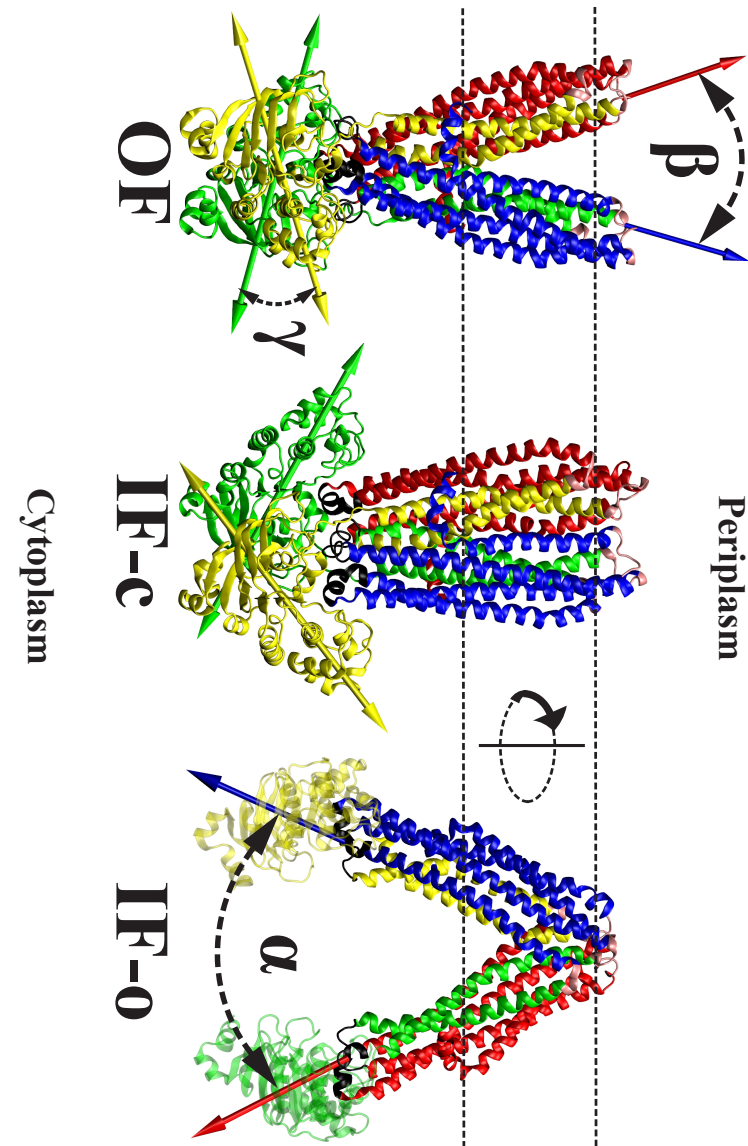 Periplasm
β
α
γ
OF
IF-c
IF-o
Cytoplasm